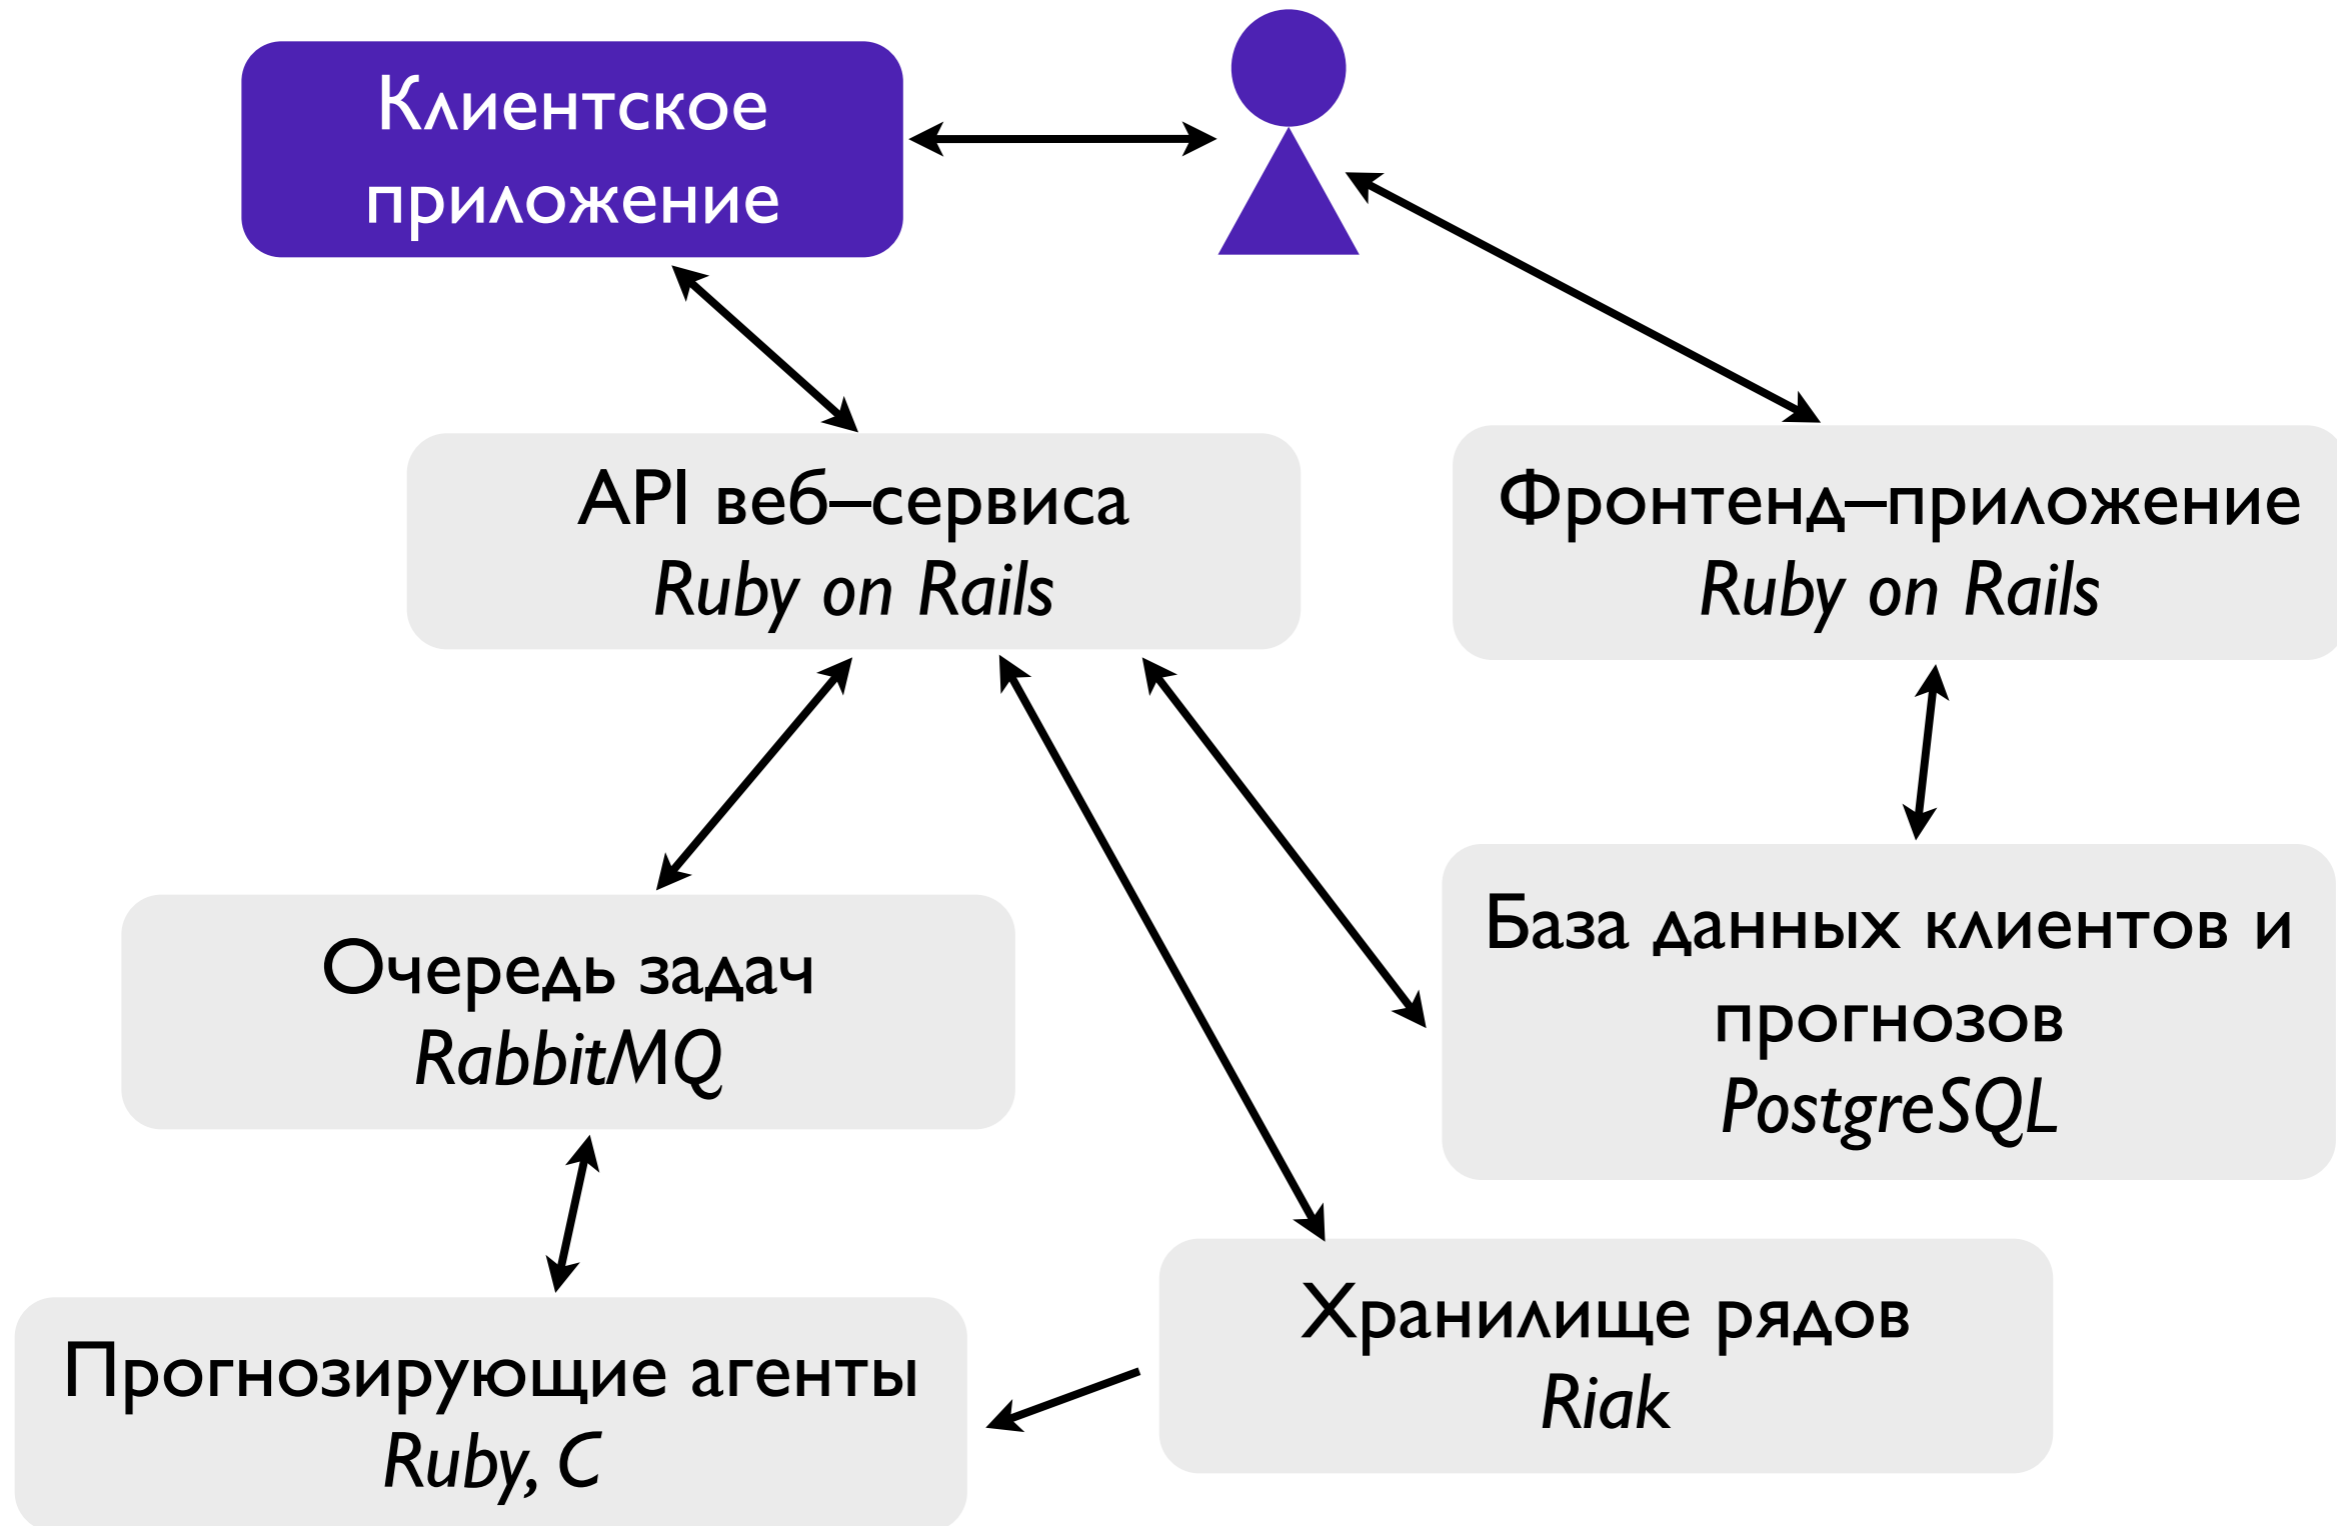 Клиентское
приложение
API веб–сервиса
Ruby on Rails
Фронтенд–приложение
Ruby on Rails
Очередь задач
RabbitMQ
База данных клиентов и
прогнозов
PostgreSQL
Прогнозирующие агенты
Ruby, C
Хранилище рядов
Riak